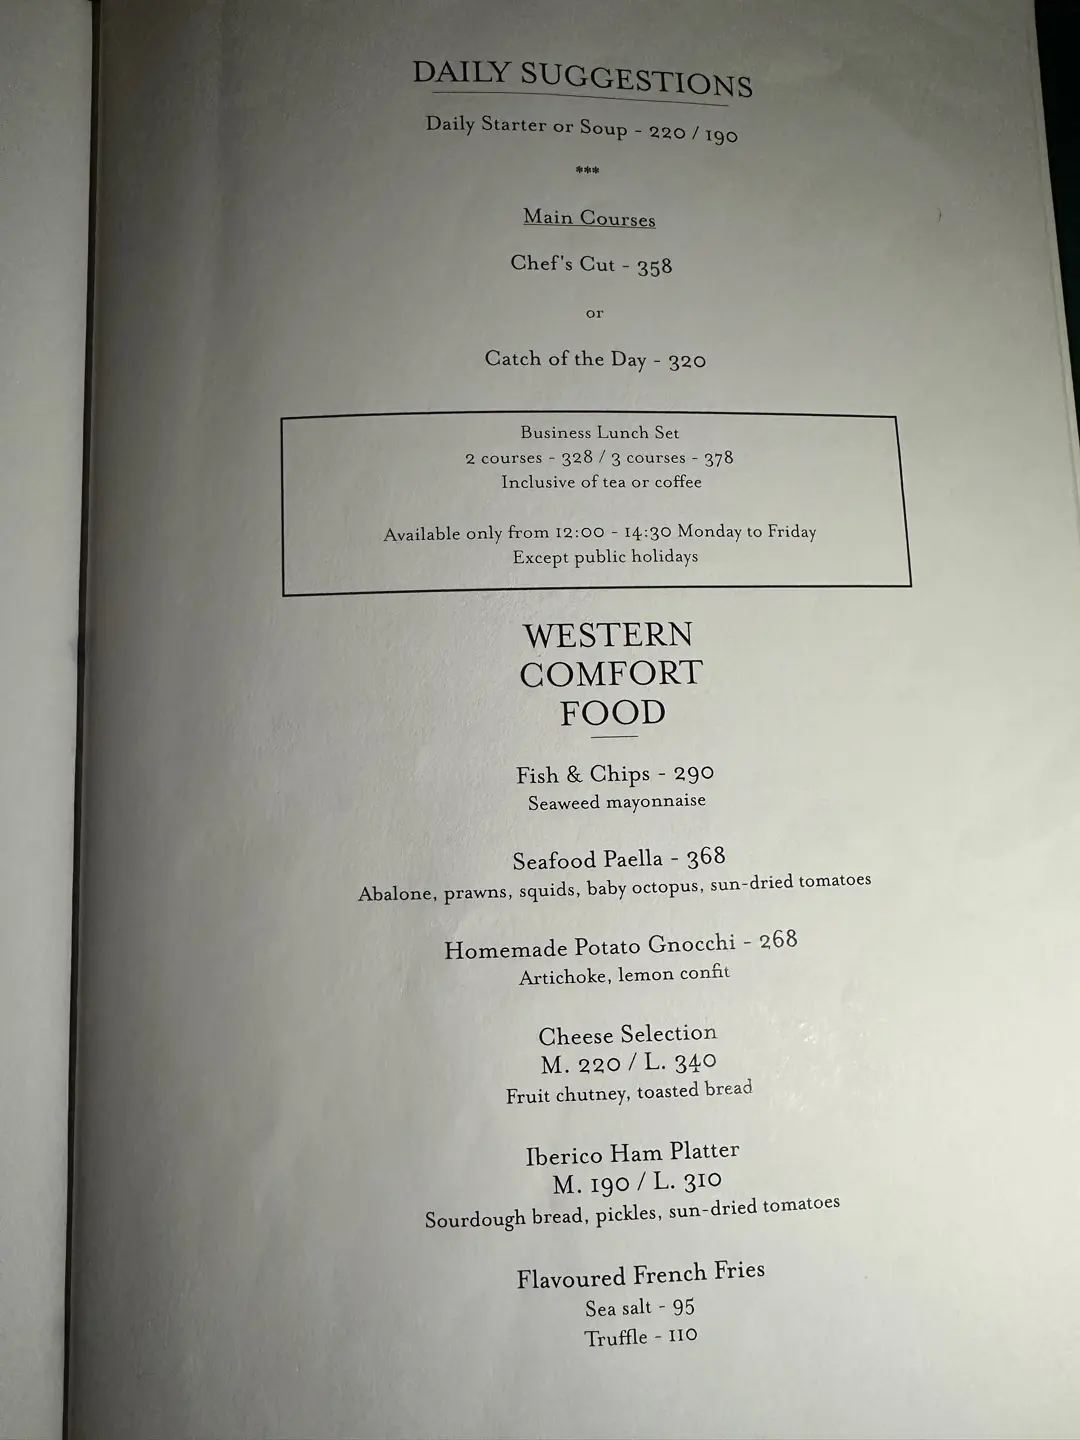 DAILY SUGGESTIONS
Daily Starter or Soup - 220 / 190
***
Main Courses
Chef's Cut - 358
or
Catch of the Day - 320
Business Lunch Set
2 courses - 328 / 3 courses - 378
Inclusive of tea or coffee
Available only from 12:00 - 14:30 Monday to Friday
Except public holidays
WESTERN
COMFORT
FOOD
Fish & Chips - 290
Seaweed mayonnaise
Seafood Paella - 368
Abalone, prawns, squids, baby octopus, sun-dried tomatoes
Homemade Potato Gnocchi - 268
Artichoke, lemon confit
Cheese Selection
M. 220 / L. 340
Fruit chutney, toasted bread
Iberico Ham Platter
M. 190 / L. 310
Sourdough bread, pickles, sun-dried tomatoes
Flavoured French Fries
Sea salt - 95
Truffle - 110